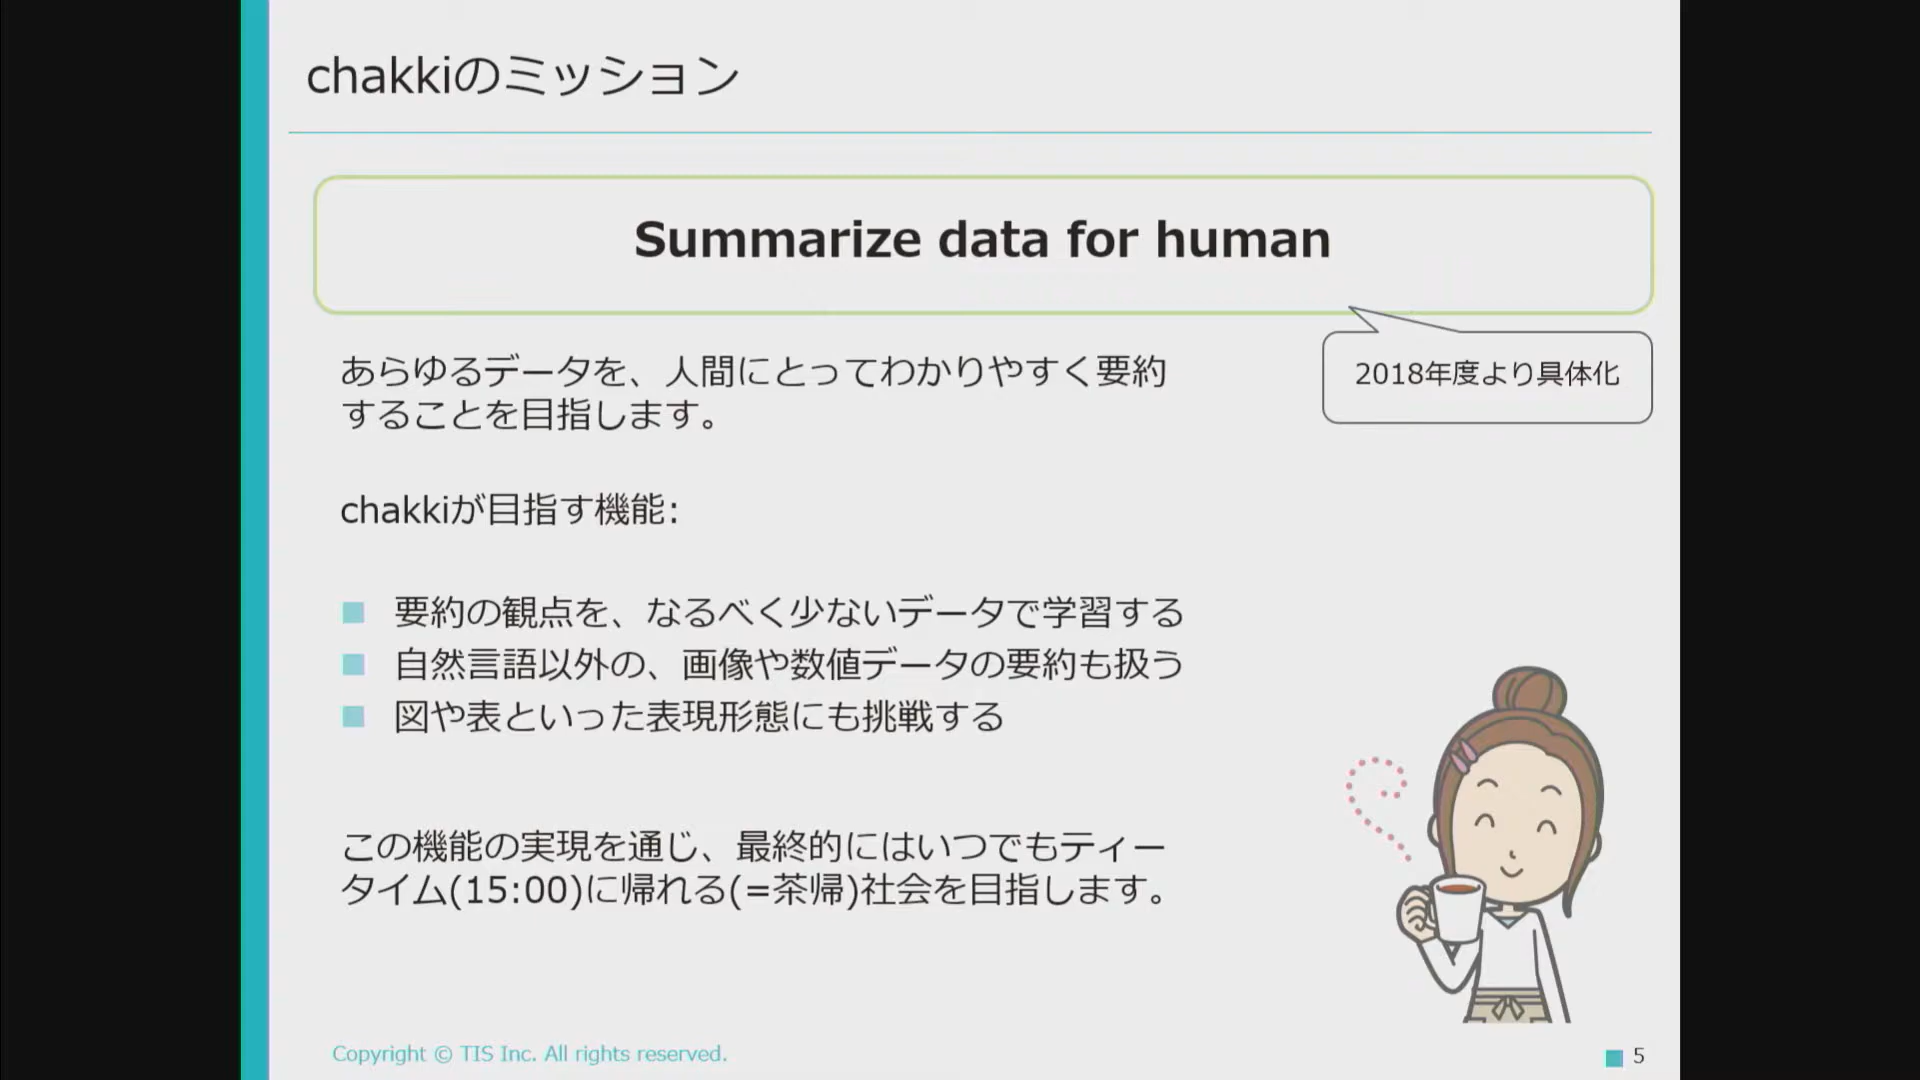 chakkiのミッション
Summarize data for human
2018年度より具体化
あらゆるデータを、人間にとってわかりやすく要約
することを目指します。
chakkiが目指す機能:
要約の観点を、なるべく少ないデータで学習する
自然言語以外の、画像や数値データの要約も扱う
図や表といった表現形態にも挑戦する
この機能の実現を通じ、最終的にはいつでもティー
タイム(15:00)に帰れる(=茶帰)社会を目指します。
Copyright © TIS Inc. All rights reserved.
5